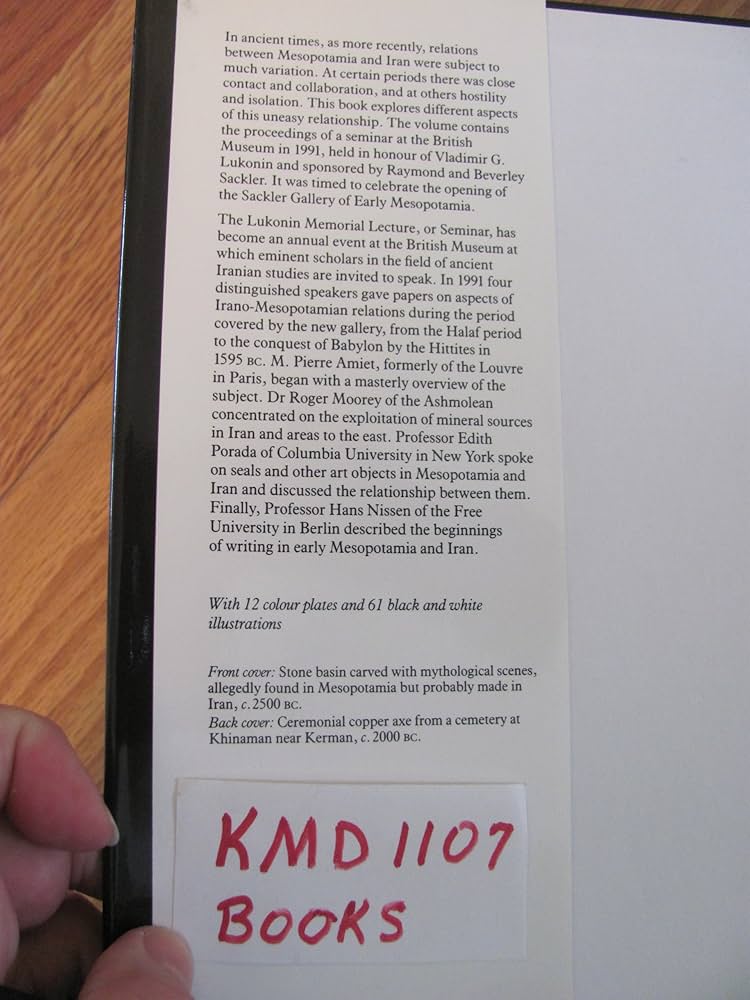 In ancient times, as more recently, relations
between Mesopotamia and Iran were subject to
much variation. At certain periods there was close
contact and collaboration, and at others hostility
and isolation. This book explores different aspects
of this uneasy relationship. The volume contains
the proceedings of a seminar at the British
Museum in 1991, held in honour of Vladimir G.
Lukonin and sponsored by Raymond and Beverley
Sackler. It was timed to celebrate the opening of
the Sackler Gallery of Early Mesopotamia.
The Lukonin Memorial Lecture, or Seminar, has
become an annual event at the British Museum at
which eminent scholars in the field of ancient
Iranian studies are invited to speak. In 1991 four
distinguished speakers gave papers on aspects of
Irano-Mesopotamian relations during the period
covered by the new gallery, from the Halaf period
to the conquest of Babylon by the Hittites in
1595 BC. M. Pierre Amiet, formerly of the Louvre
in Paris, began with a masterly overview of the
subject. Dr Roger Moorey of the Ashmolean
concentrated on the exploitation of mineral sources
in Iran and areas to the east. Professor Edith
Porada of Columbia University in New York spoke
on seals and other art objects in Mesopotamia and
Iran and discussed the relationship between them.
Finally, Professor Hans Nissen of the Free
University in Berlin described the beginnings
of writing in early Mesopotamia and Iran.
With 12 colour plates and 61 black and white
illustrations
Front cover: Stone basin carved with mythological scenes,
allegedly found in Mesopotamia but probably made in
Iran, c. 2500 BC.
Back cover: Ceremonial copper axe from a cemetery at
Khinaman near Kerman, c. 2000 BC.
KMD 1107
BOOKS